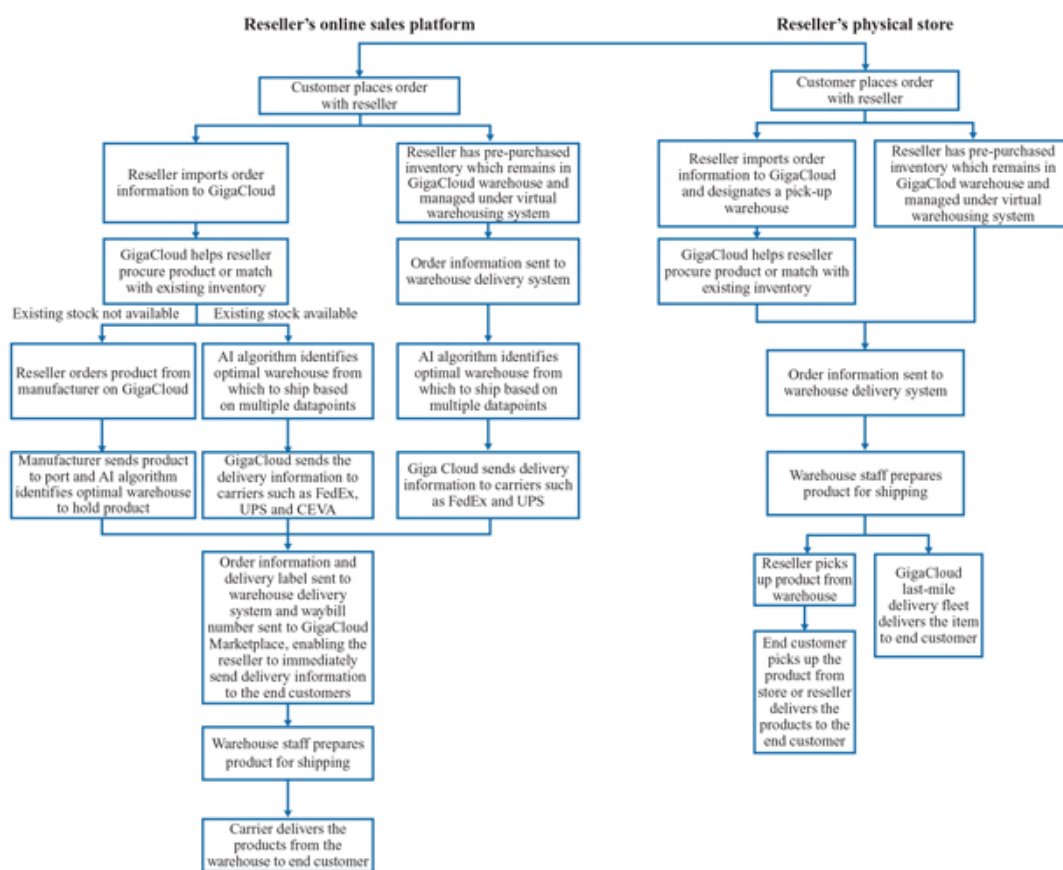 Reseller's online sales platform
Reseller's physical store
Customer places order
with reseller
Reseller imports order
information to GigaCloud
Reseller has pre-purchased
inventory which remains in
GigaCloud warehouse and
managed under virtual
warehousing system
GigaCloud helps reseller
procure product or match
with existing inventory
Order information sent to
warehouse delivery system
Existing stock not available
Existing stock available
Reseller orders product from
manufacturer on GigaCloud
AI algorithm identifies
optimal warehouse from
which to ship based
on multiple datapoints
AI algorithm identifies
optimal warehouse from
which to ship based on
multiple datapoints
Manufacturer sends product
to port and AI algorithm
identifies optimal warehouse
to hold product
GigaCloud sends the
delivery information to
carriers such as FedEx,
UPS and CEVA
Giga Cloud sends delivery
information to carriers such
as FedEx and UPS
Order information and
delivery label sent to
warehouse delivery
system and waybill
number sent to GigaCloud
Marketplace, enabling the
reseller to immediately
send delivery information
to the end customers
Warehouse staff prepares
product for shipping
Carrier delivers the
products from the
warehouse to end customer
Customer places order
with reseller
Reseller imports order
information to GigaCloud
and designates a pick-up
warehouse
Reseller has pre-purchased
inventory which remains in
GigaClod warehouse and
managed under virtual
warehousing system
GigaCloud helps reseller
procure product or match with
existing inventory
Order information sent to
warehouse delivery system
Warehouse staff prepares
product for shipping
Reseller picks
up product from
warehouse
GigaCloud
last-mile
delivery fleet
delivers the item
to end customer
End customer
picks up the
product from
store or reseller
delivers the
products to the
end customer